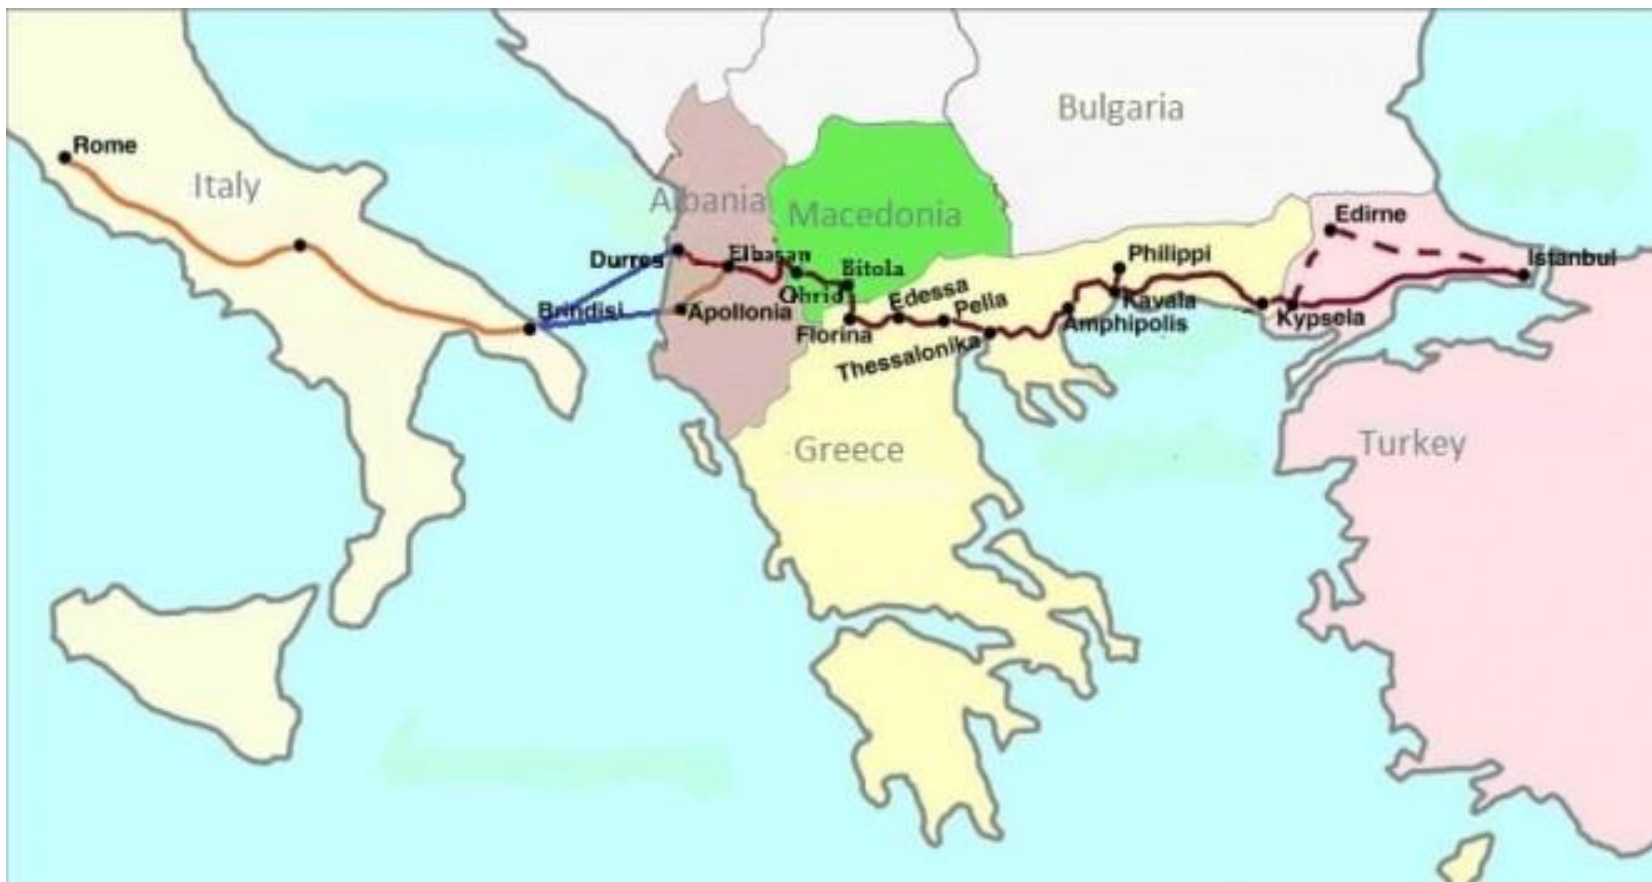 Bulgaria
Rome
Italy
Albania
Macedonia
Edirne
Philippi
Durres
Elbasan
Bitola
Istanbul
Ohrid
Edessa
Pella
Kavala
Brindisi
Apollonia
Florina
Amphipolis
Kypsela
Thessalonika
Greece
Turkey